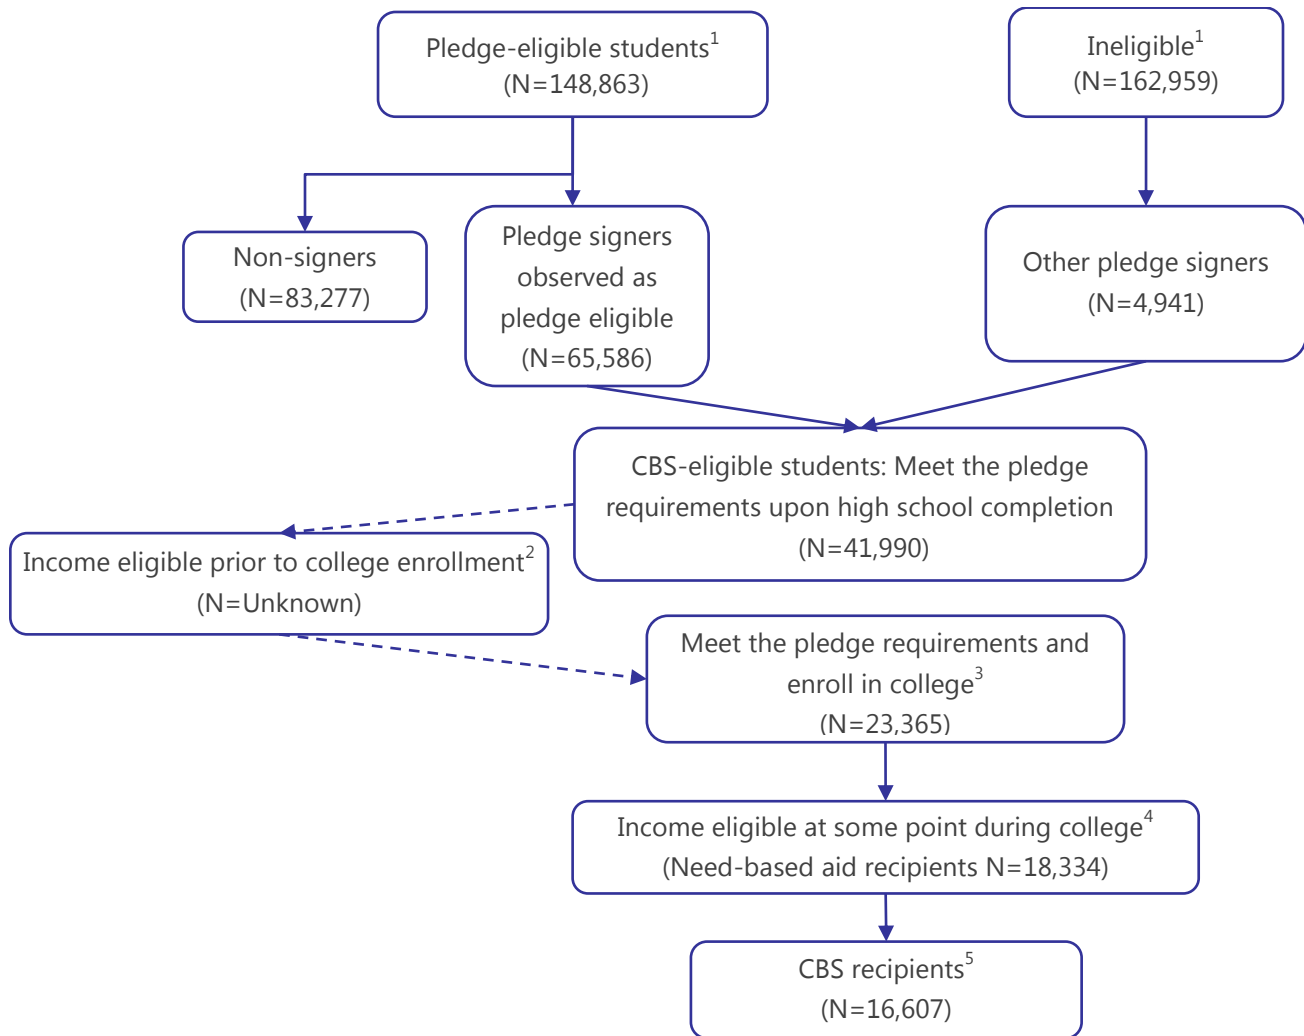 Pledge-eligible students1
(N=148,863)
Ineligible1
(N=162,959)
Non-signers
(N=83,277)
Pledge signers
observed as
pledge eligible
(N=65,586)
Other pledge signers
(N=4,941)
CBS-eligible students: Meet the pledge
requirements upon high school completion
(N=41,990)
Income eligible prior to college enrollment2
(N=Unknown)
Meet the pledge requirements and
enroll in college3
(N=23,365)
Income eligible at some point during college4
(Need-based aid recipients N=18,334)
CBS recipients5
(N=16,607)